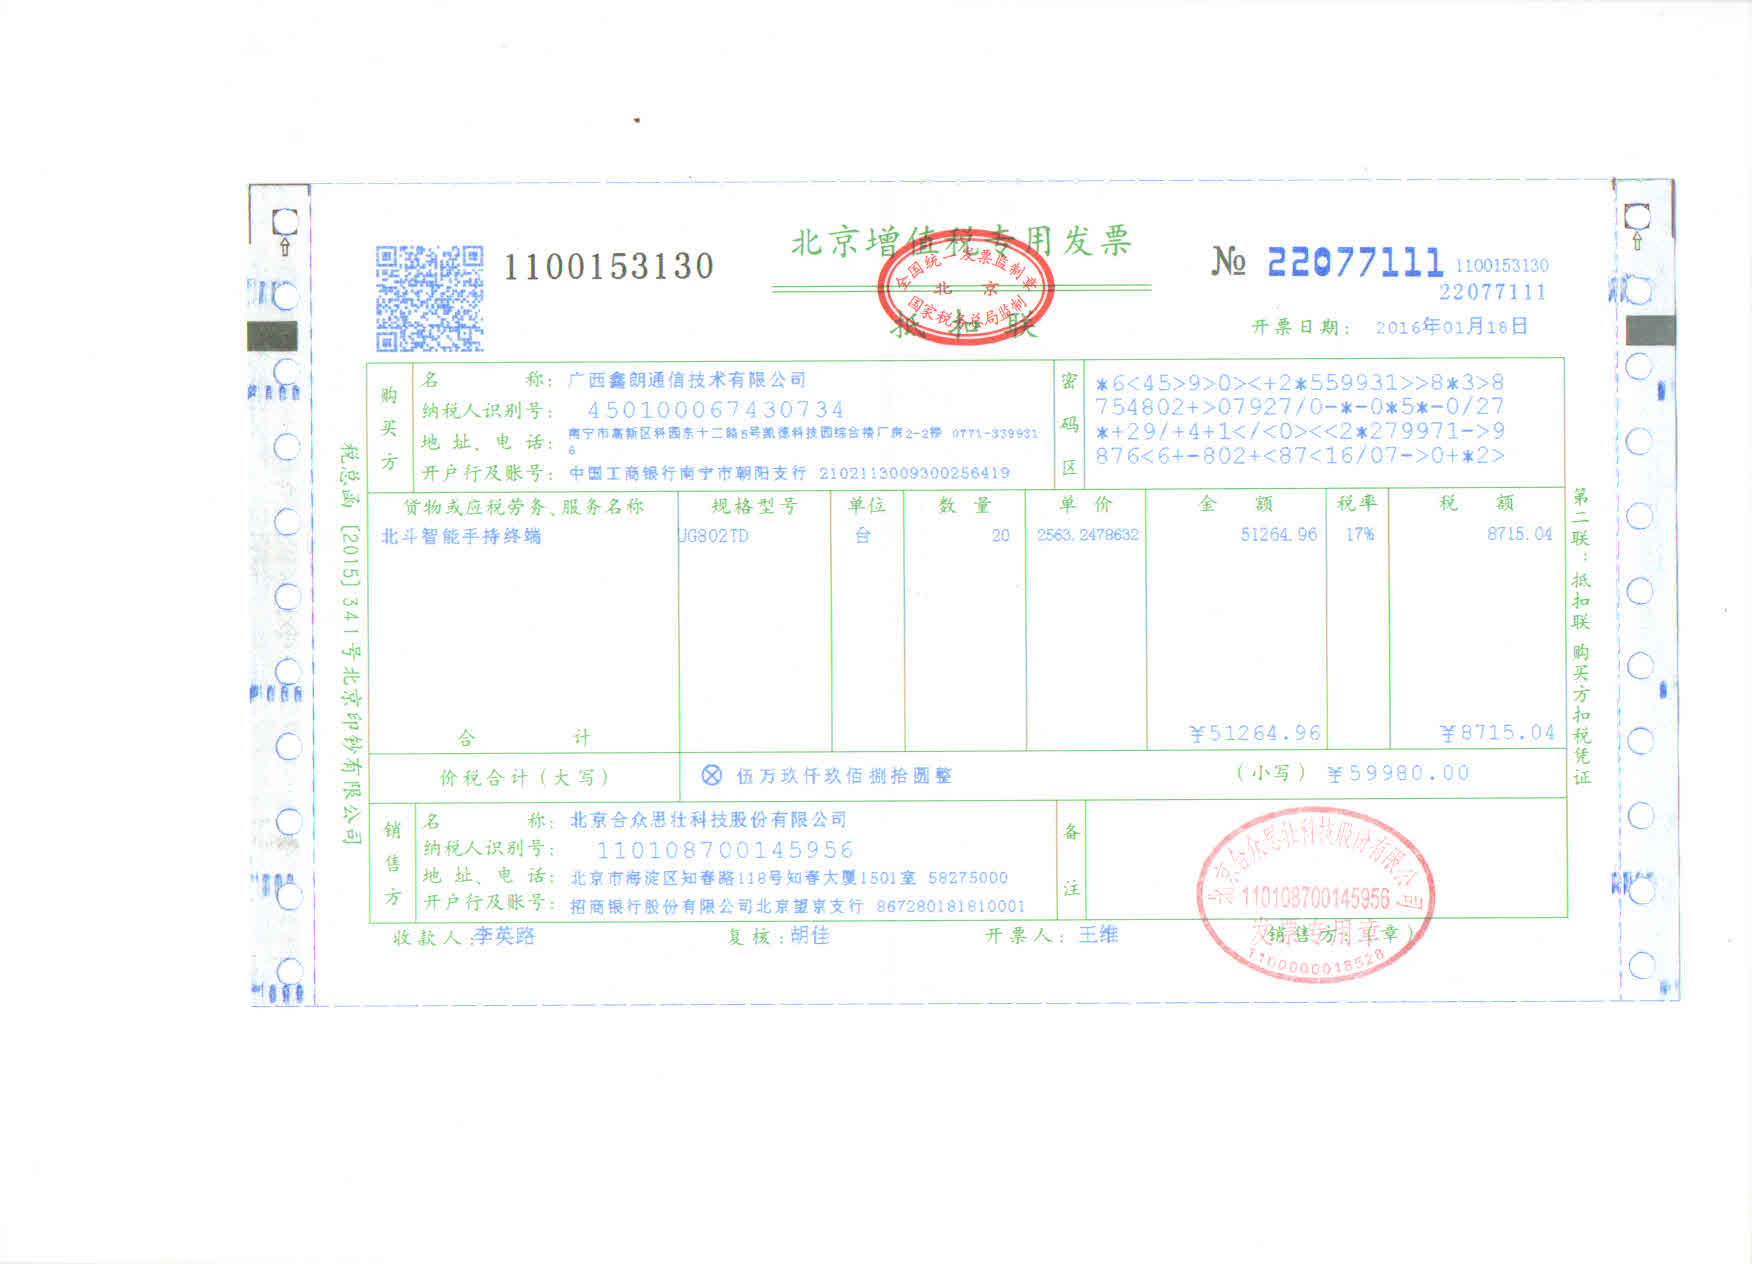 北京增值税专用发票
1100153130
№ 22077111 1100153130
22077111
全国统一发票监制章
北京
国家税务总局监制
抵扣联
开票日期: 2016年01月18日
购买方
名称: 广西鑫朗通信技术有限公司
纳税人识别号: 450100067430734
地址、电话: 南宁市高新区科园东十二路5号凯德科技园综合楼厂房2-2楼 0771-339931
6
开户行及账号: 中国工商银行南宁市朝阳支行 2102113009300256419
密码区
*6<45>9>0><+2*559931>>8*3>8
754802+>07927/0-*-0*5*-0/27
*+29/+4+1</<0><<2*279971->9
876<6+-802+<87<16/07->0+*2>
货物或应税劳务、服务名称 规格型号 单位 数量 单价 金额 税率 税额
北斗智能手持终端 UG802TD 台 20 2563.2478632 51264.96 17% 8715.04
合计 ¥51264.96 ¥8715.04
价税合计(大写) ⊗ 伍万玖仟玖佰捌拾圆整 (小写) ¥59980.00
销售方
名称: 北京合众思壮科技股份有限公司
纳税人识别号: 110108700145956
地址、电话: 北京市海淀区知春路118号知春大厦1501室 58275000
开户行及账号: 招商银行股份有限公司北京望京支行 867280181810001
备注
收款人: 李英路 复核: 胡佳 开票人: 王维 销售方:(章)
北京合众思壮科技股份有限公司
110108700145956
发票专用章
1100000018528
税总函〔2015〕341号北京印钞有限公司
第二联:抵扣联 购买方扣税凭证